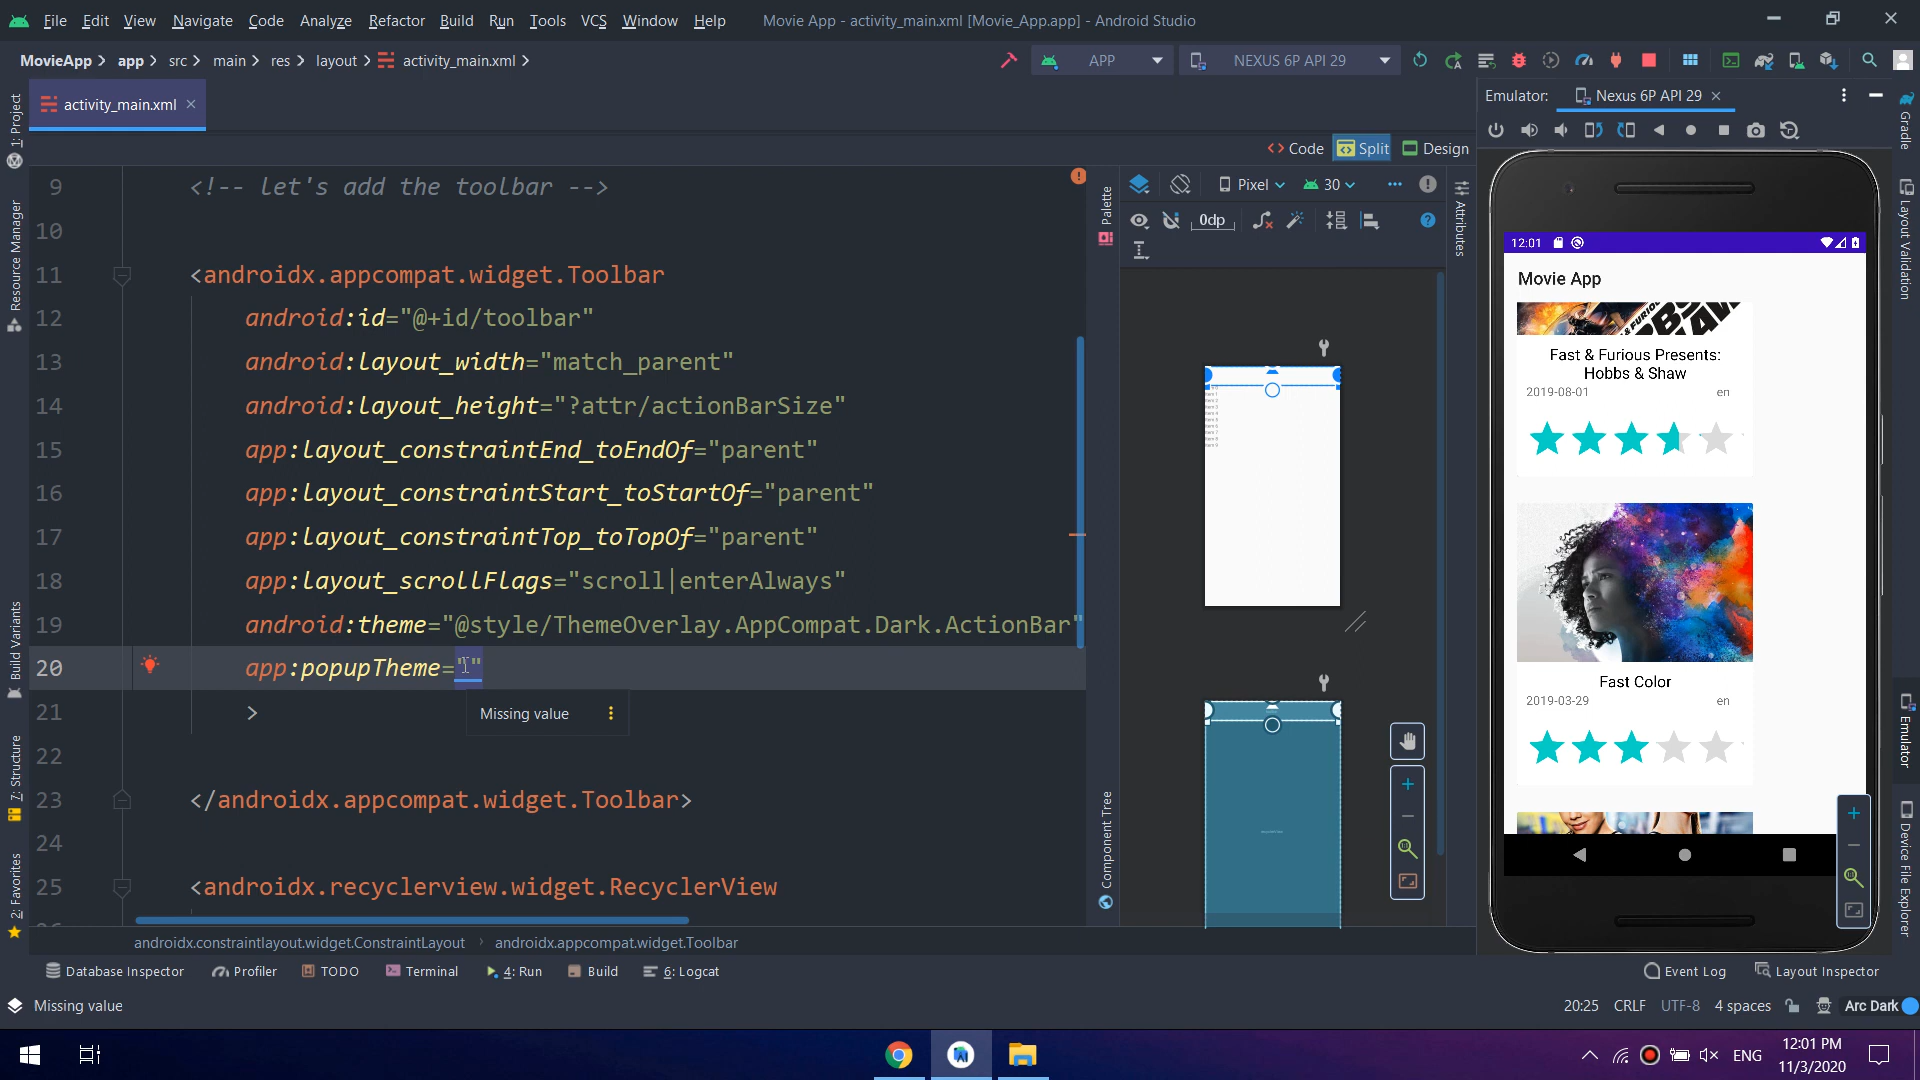 File Edit View Navigate Code Analyze Refactor Build Run Tools VCS Window Help Movie App - activity_main.xml [Movie_App.app] - Android Studio
MovieApp app src main res layout activity_main.xml APP NEXUS 6P API 29
activity_main.xml
Emulator: Nexus 6P API 29
Code Split Design
1: Project
Resource Manager
Build Variants
7: Structure
2: Favorites
9 <!-- let's add the toolbar -->
10
11 <androidx.appcompat.widget.Toolbar
12 android:id="@+id/toolbar"
13 android:layout_width="match_parent"
14 android:layout_height="?attr/actionBarSize"
15 app:layout_constraintEnd_toEndOf="parent"
16 app:layout_constraintStart_toStartOf="parent"
17 app:layout_constraintTop_toTopOf="parent"
18 app:layout_scrollFlags="scroll|enterAlways"
19 android:theme="@style/ThemeOverlay.AppCompat.Dark.ActionBar"
20 app:popupTheme=""
21 >
Missing value
22
23 </androidx.appcompat.widget.Toolbar>
24
25 <androidx.recyclerview.widget.RecyclerView
androidx.constraintlayout.widget.ConstraintLayout androidx.appcompat.widget.Toolbar
Palette
Component Tree
Pixel 30
0dp
Attributes
12:01
Movie App
Fast & Furious Presents:
Hobbs & Shaw
2019-08-01 en
Fast Color
2019-03-29 en
Gradle
Layout Validation
Emulator
Device File Explorer
Database Inspector Profiler TODO Terminal 4: Run Build 6: Logcat Event Log Layout Inspector
Missing value 20:25 CRLF UTF-8 4 spaces Arc Dark
ENG 12:01 PM
11/3/2020